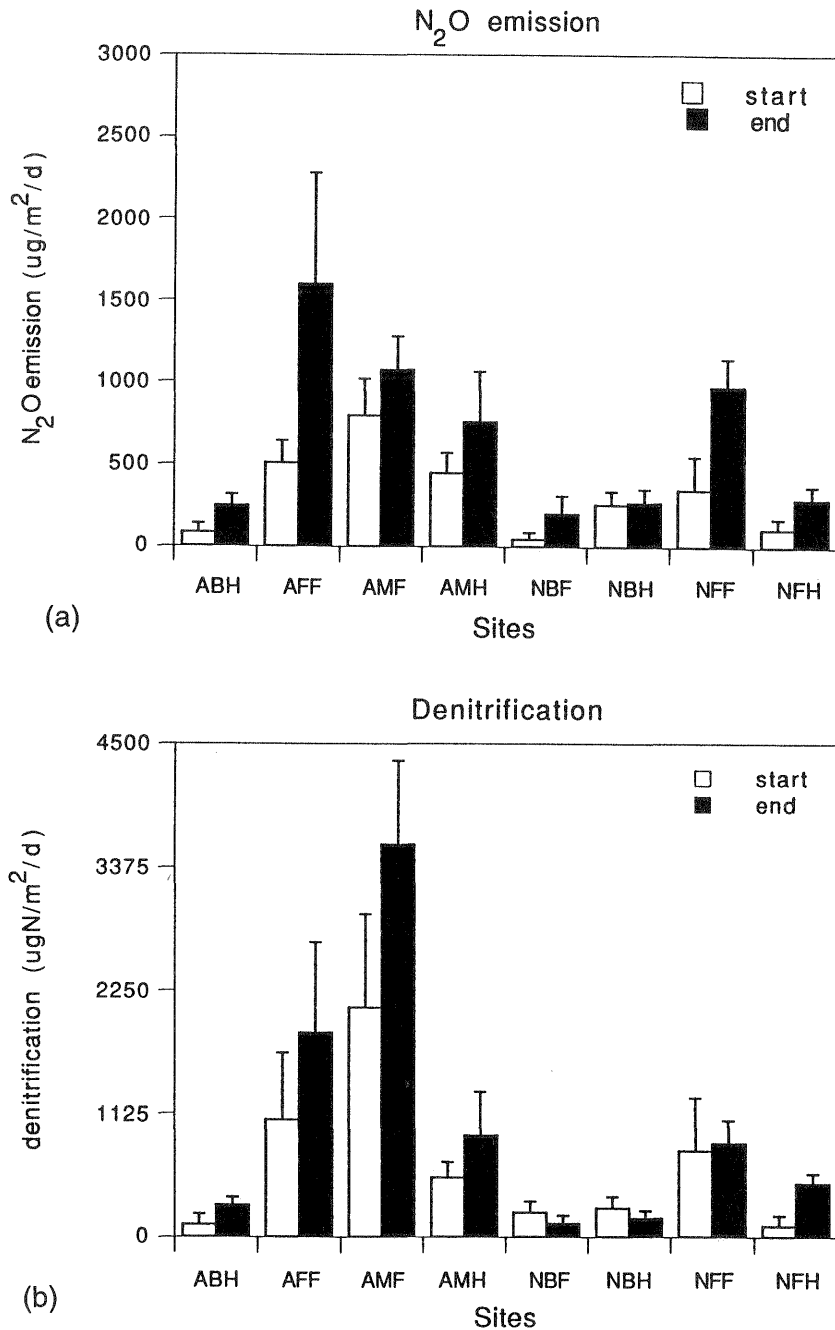 N2O emission
3000
2500
2000
1500
1000
500
0
N2O emission (ug/m2/d)
start
end
ABH AFF AMF AMH NBF NBH NFF NFH
(a)
Sites
Denitrification
4500
3375
2250
1125
0
denitrification (ugN/m2/d)
start
end
ABH AFF AMF AMH NBF NBH NFF NFH
(b)
Sites